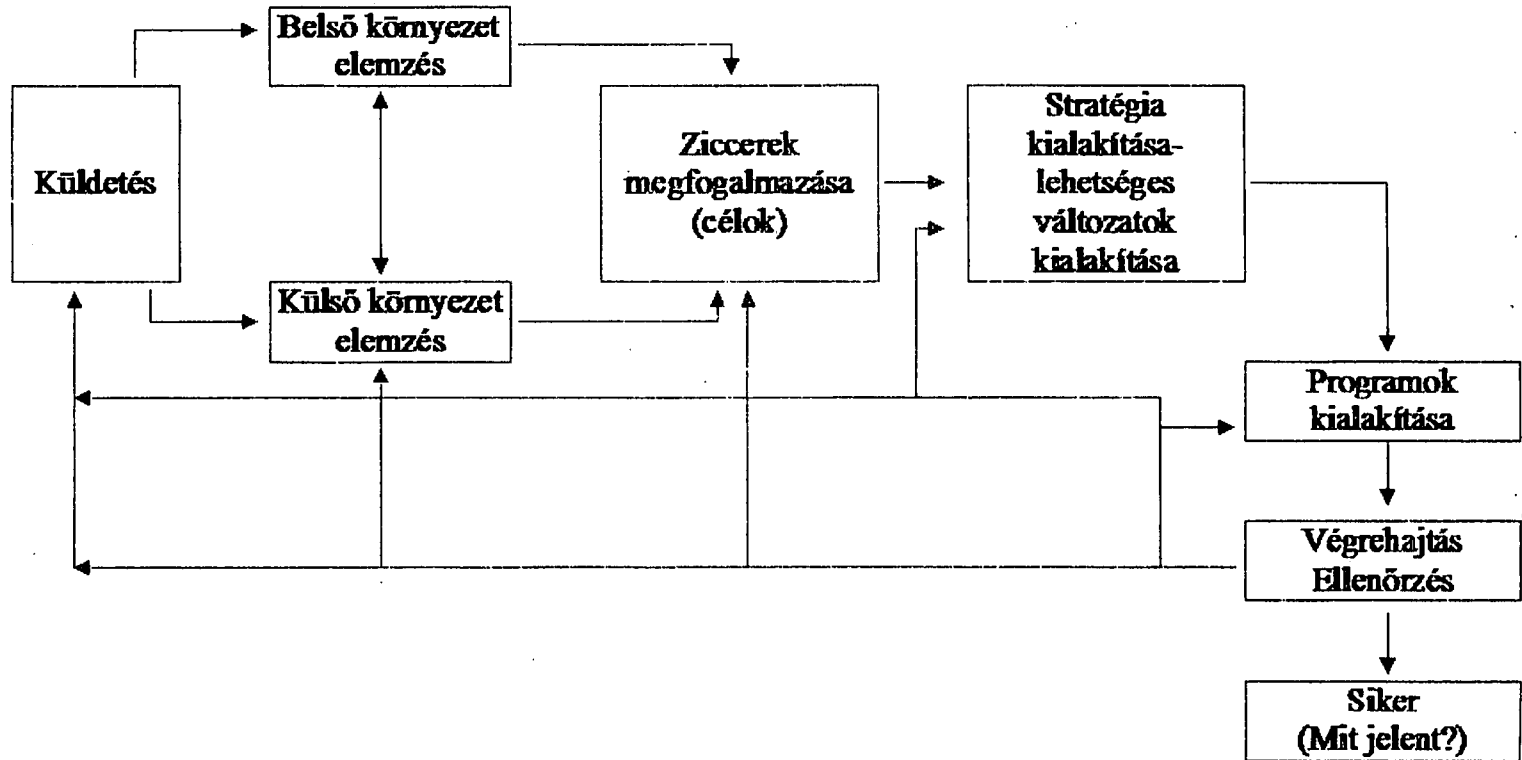 Belső környezet
elemzés
Küldetés
Külső környezet
elemzés
Ziccerek
megfogalmazása
(célok)
Stratégia
kialakítása-
lehetséges
változatok
kialakítása
Programok
kialakítása
Végrehajtás
Ellenőrzés
Siker
(Mit jelent?)